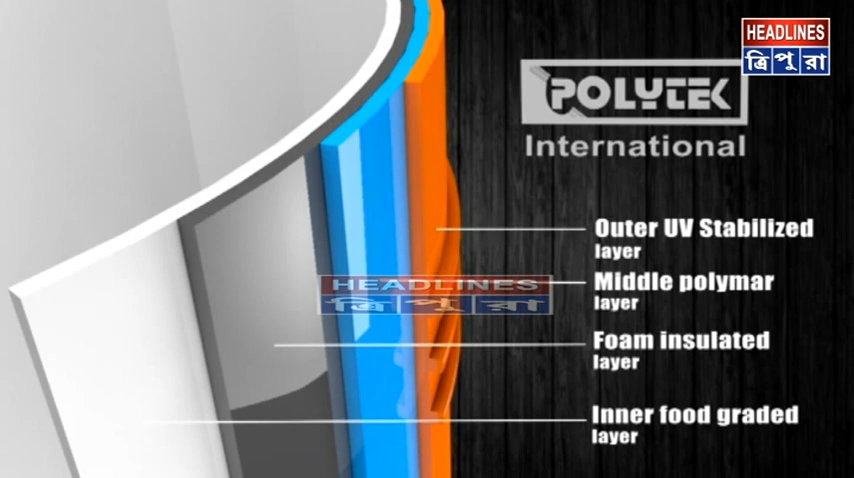 HEADLINES
ত্রিপুরা
POLYTEK
International
Outer UV Stabilized
layer
Middle polymar
layer
HEADLINES
ত্রিপুরা
Foam insulated
layer
Inner food graded
layer